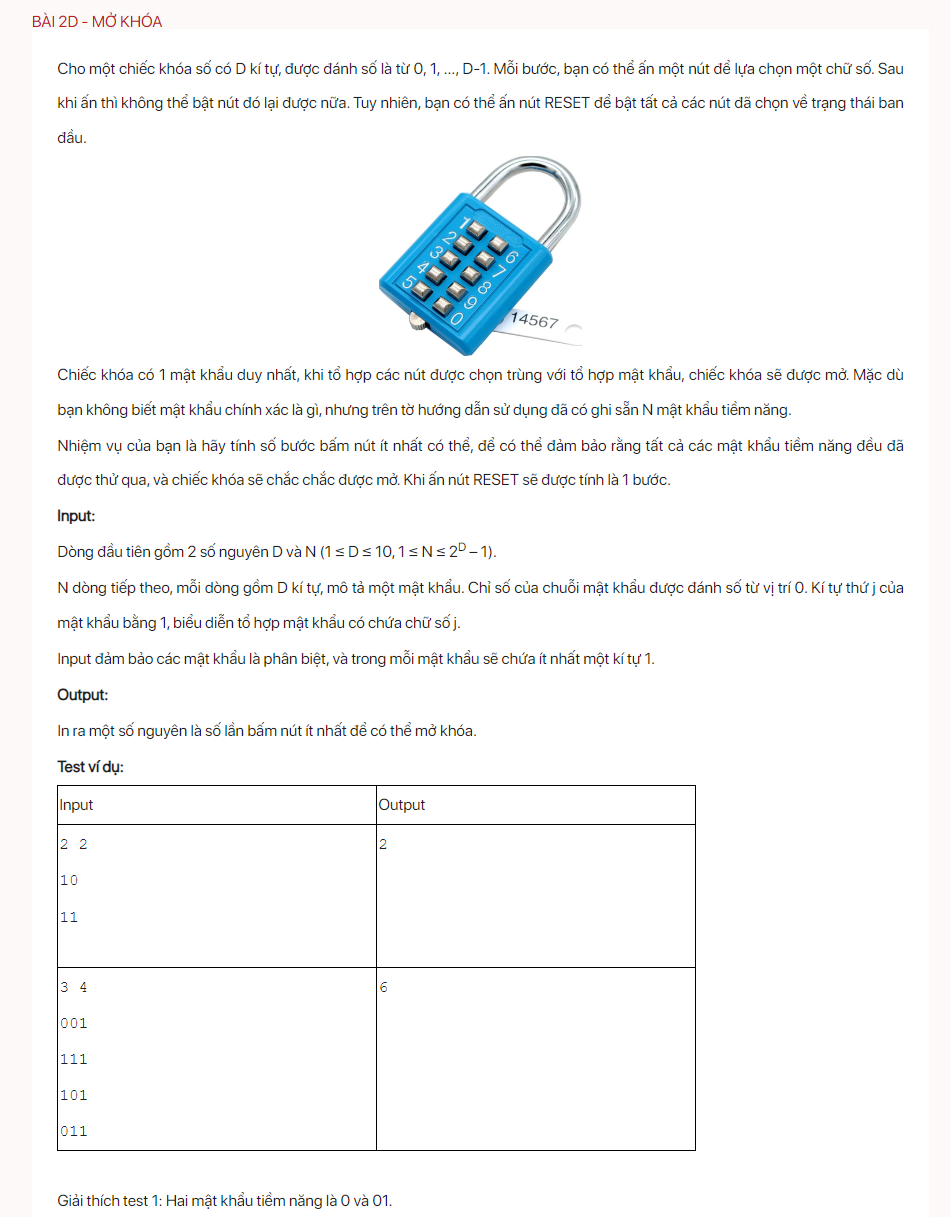 BÀI 2D - MỞ KHÓA
Cho một chiếc khóa số có D kí tự, được đánh số là từ 0, 1, ..., D-1. Mỗi bước, bạn có thể ấn một nút để lựa chọn một chữ số. Sau
khi ấn thì không thể bật nút đó lại được nữa. Tuy nhiên, bạn có thể ấn nút RESET để bật tất cả các nút đã chọn về trạng thái ban
đầu.
1
2
3
4
5
6
7
8
9
0
14567
Chiếc khóa có 1 mật khẩu duy nhất, khi tổ hợp các nút được chọn trùng với tổ hợp mật khẩu, chiếc khóa sẽ được mở. Mặc dù
bạn không biết mật khẩu chính xác là gì, nhưng trên tờ hướng dẫn sử dụng đã có ghi sẵn N mật khẩu tiềm năng.
Nhiệm vụ của bạn là hãy tính số bước bấm nút ít nhất có thể, để có thể đảm bảo rằng tất cả các mật khẩu tiềm năng đều đã
được thử qua, và chiếc khóa sẽ chắc chắc được mở. Khi ấn nút RESET sẽ được tính là 1 bước.
Input:
Dòng đầu tiên gồm 2 số nguyên D và N (1 ≤ D ≤ 10, 1 ≤ N ≤ 2^D – 1).
N dòng tiếp theo, mỗi dòng gồm D kí tự, mô tả một mật khẩu. Chỉ số của chuỗi mật khẩu được đánh số từ vị trí 0. Kí tự thứ j của
mật khẩu bằng 1, biểu diễn tổ hợp mật khẩu có chứa chữ số j.
Input đảm bảo các mật khẩu là phân biệt, và trong mỗi mật khẩu sẽ chứa ít nhất một kí tự 1.
Output:
In ra một số nguyên là số lần bấm nút ít nhất để có thể mở khóa.
Test ví dụ:
Input Output
2 2 2
10
11
3 4 6
001
111
101
011
Giải thích test 1: Hai mật khẩu tiềm năng là 0 và 01.